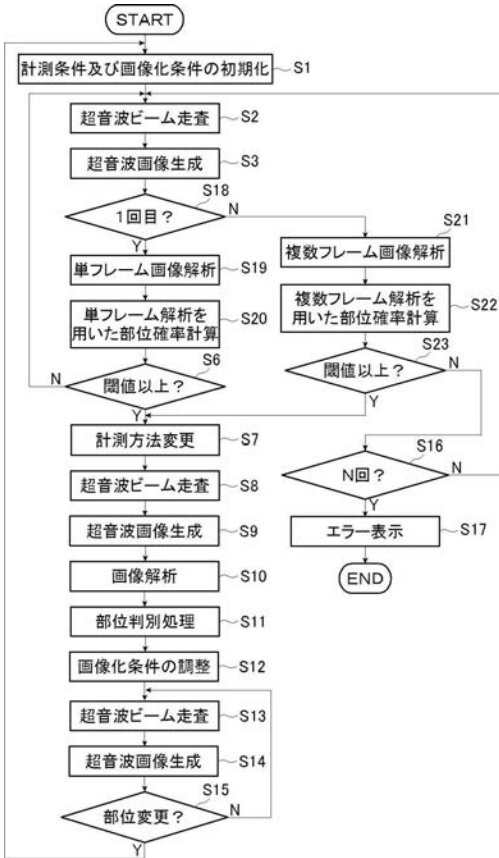 START
計測条件及び画像化条件の初期化
S1
超音波ビーム走査
S2
超音波画像生成
S3
1回目?
S18
N
Y
単フレーム画像解析
S19
単フレーム解析を
用いた部位確率計算
S20
閾値以上?
S6
N
Y
複数フレーム画像解析
S21
複数フレーム解析を
用いた部位確率計算
S22
閾値以上?
S23
N
Y
N回?
S16
N
Y
エラー表示
S17
END
計測方法変更
S7
超音波ビーム走査
S8
超音波画像生成
S9
画像解析
S10
部位判別処理
S11
画像化条件の調整
S12
超音波ビーム走査
S13
超音波画像生成
S14
部位変更?
S15
N
Y